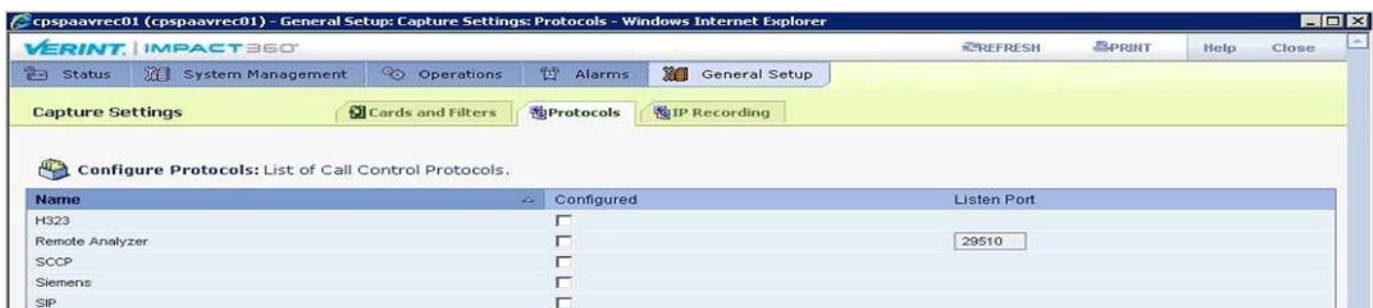 cpspaavrec01 (cpspaavrec01) - General Setup: Capture Settings: Protocols - Windows Internet Explorer
VERINT. | IMPACT360° REFRESH PRINT Help Close
Status System Management Operations Alarms General Setup
Capture Settings Cards and Filters Protocols IP Recording
Configure Protocols: List of Call Control Protocols.
Name Configured Listen Port
H323
Remote Analyzer 29510
SCCP
Siemens
SIP